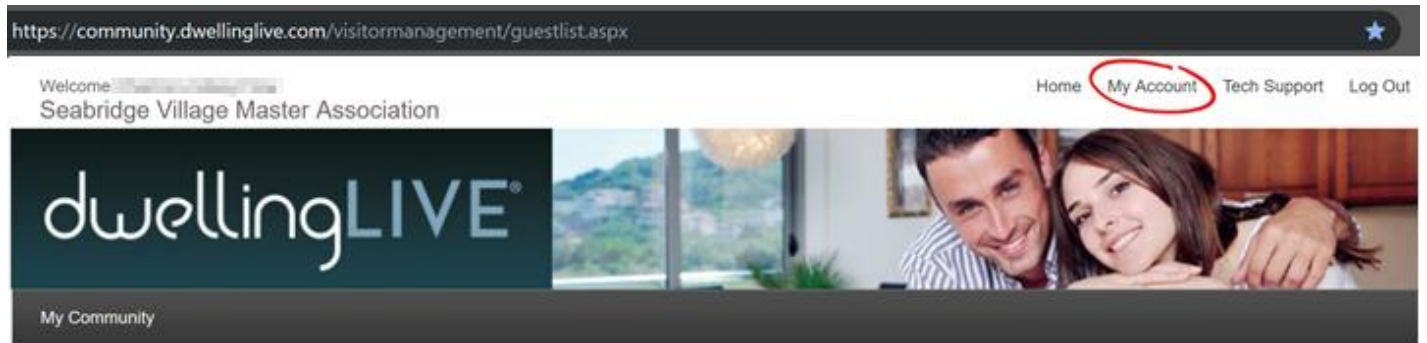 https://community.dwellinglive.com/visitormanagement/guestlist.aspx
Welcome
Seabridge Village Master Association
Home My Account Tech Support Log Out
dwellingLIVE®
My Community